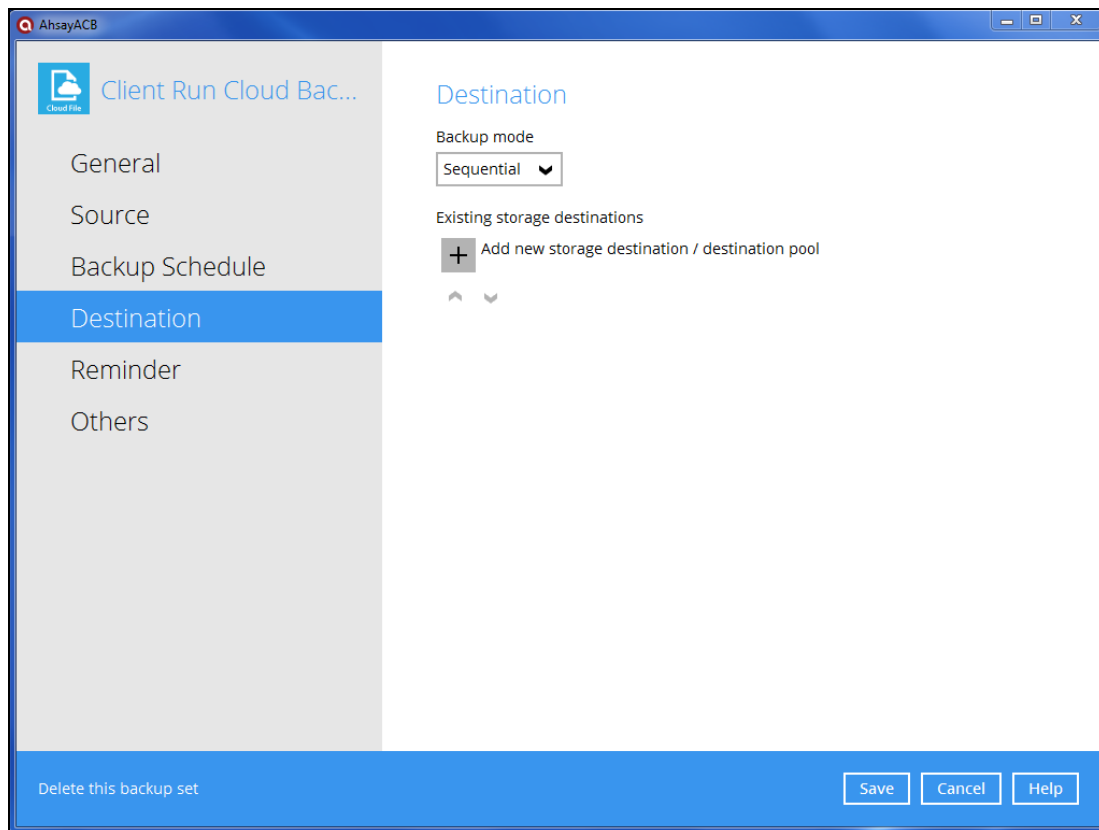 AhsayACB
Cloud File
Client Run Cloud Bac...
General
Source
Backup Schedule
Destination
Reminder
Others
Destination
Backup mode
Sequential
Existing storage destinations
Add new storage destination / destination pool
Delete this backup set
Save
Cancel
Help